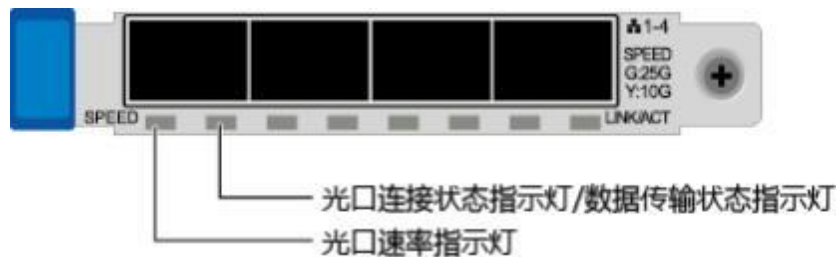 1-4
SPEED
G:25G
Y:10G
SPEED
LINK/ACT
光口连接状态指示灯/数据传输状态指示灯
光口速率指示灯